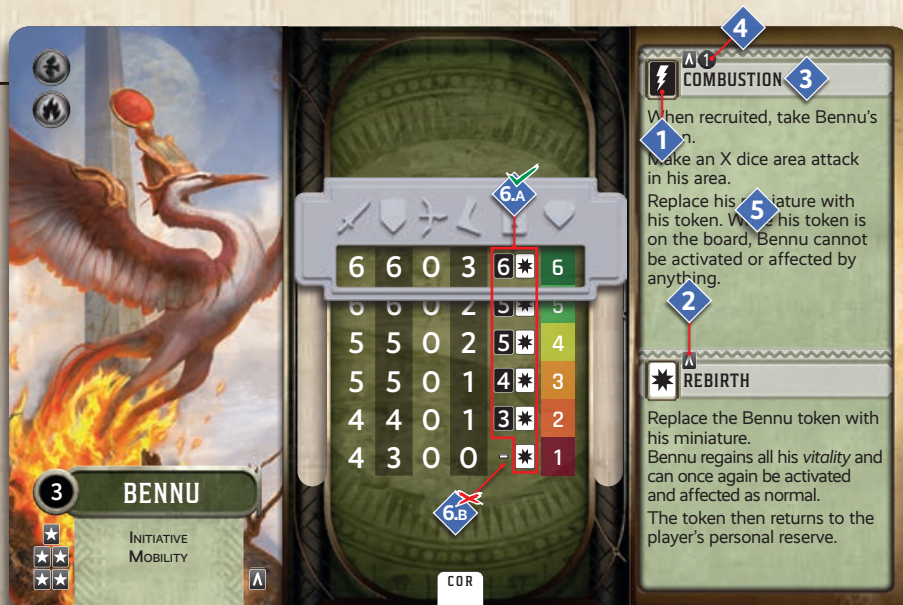 4
1
COMBUSTION
3
When recruited, take Bennu's
1
Make an X dice area attack
in his area.
Replace his
his token.
5
his token is
on the board, Bennu cannot
be activated or affected by
anything.
2
REBIRTH
Replace the Bennu token with
his miniature.
Bennu regains all his vitality and
can once again be activated
and affected as normal.
The token then returns to the
player's personal reserve.
6.A
6 6 0 3 6 6
6 6 0 2 5 5
5 5 0 2 5 4
5 5 0 1 4 3
4 4 0 1 3 2
4 3 0 0 - 1
6.B
3 BENNU
INITIATIVE
MOBILITY
COR